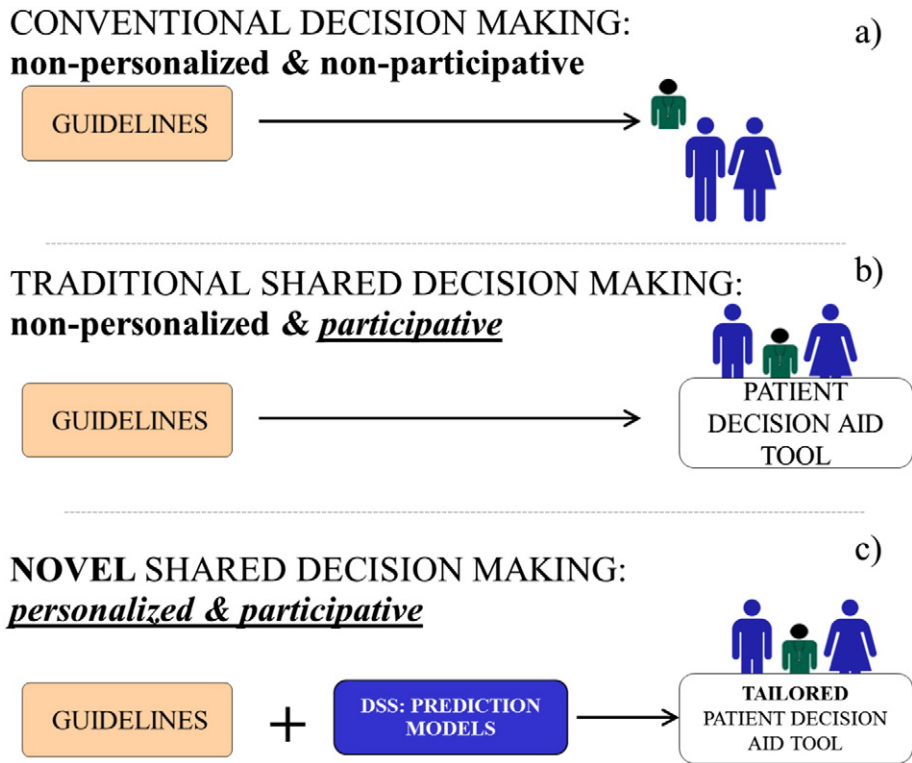 CONVENTIONAL DECISION MAKING:
a)
non-personalized & non-participative
GUIDELINES
TRADITIONAL SHARED DECISION MAKING:
b)
non-personalized & participative
GUIDELINES
PATIENT
DECISION AID
TOOL
c)
NOVEL SHARED DECISION MAKING:
personalized & participative
GUIDELINES
+
DSS: PREDICTION
MODELS
TAILORED
PATIENT DECISION
AID TOOL